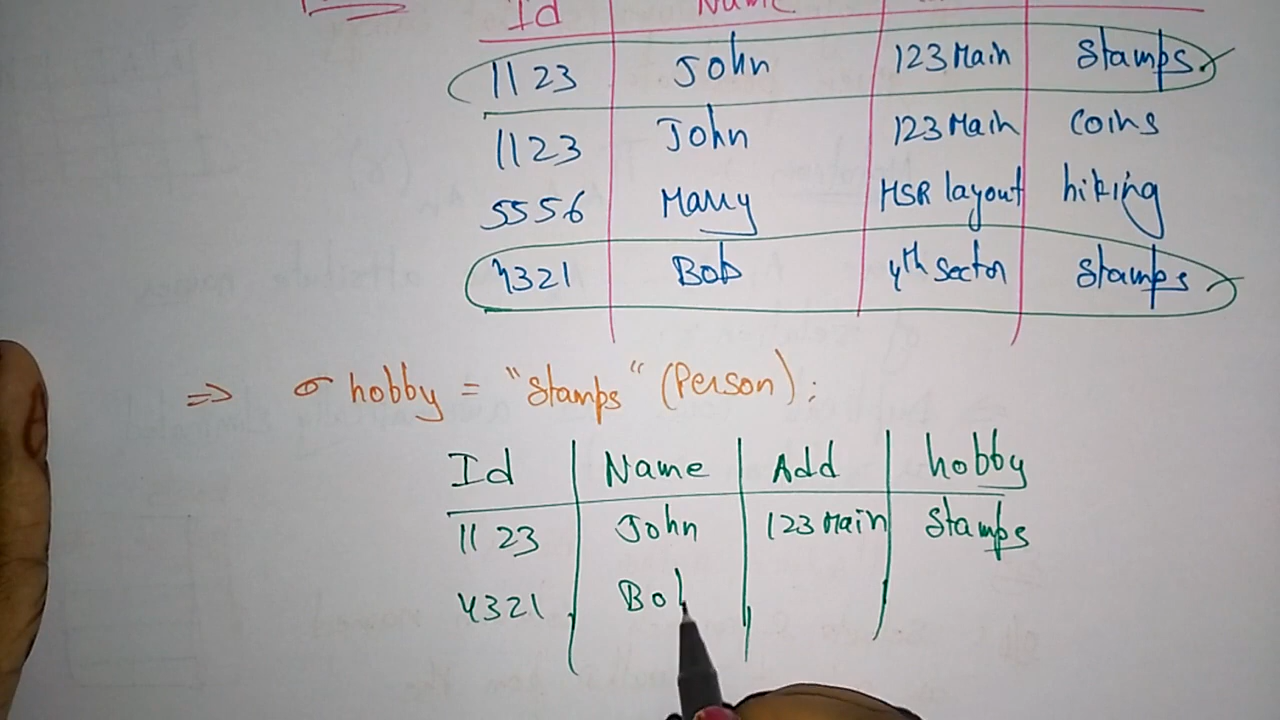 Id Name
1123 John 123 Main Stamps
1123 John 123 Main Coins
5556 Mary HSR layout hiking
4321 Bob 4th Sector Stamps
⇒ σ hobby = "Stamps" (Person);
Id Name Add hobby
1123 John 123 Main Stamps
4321 Bob